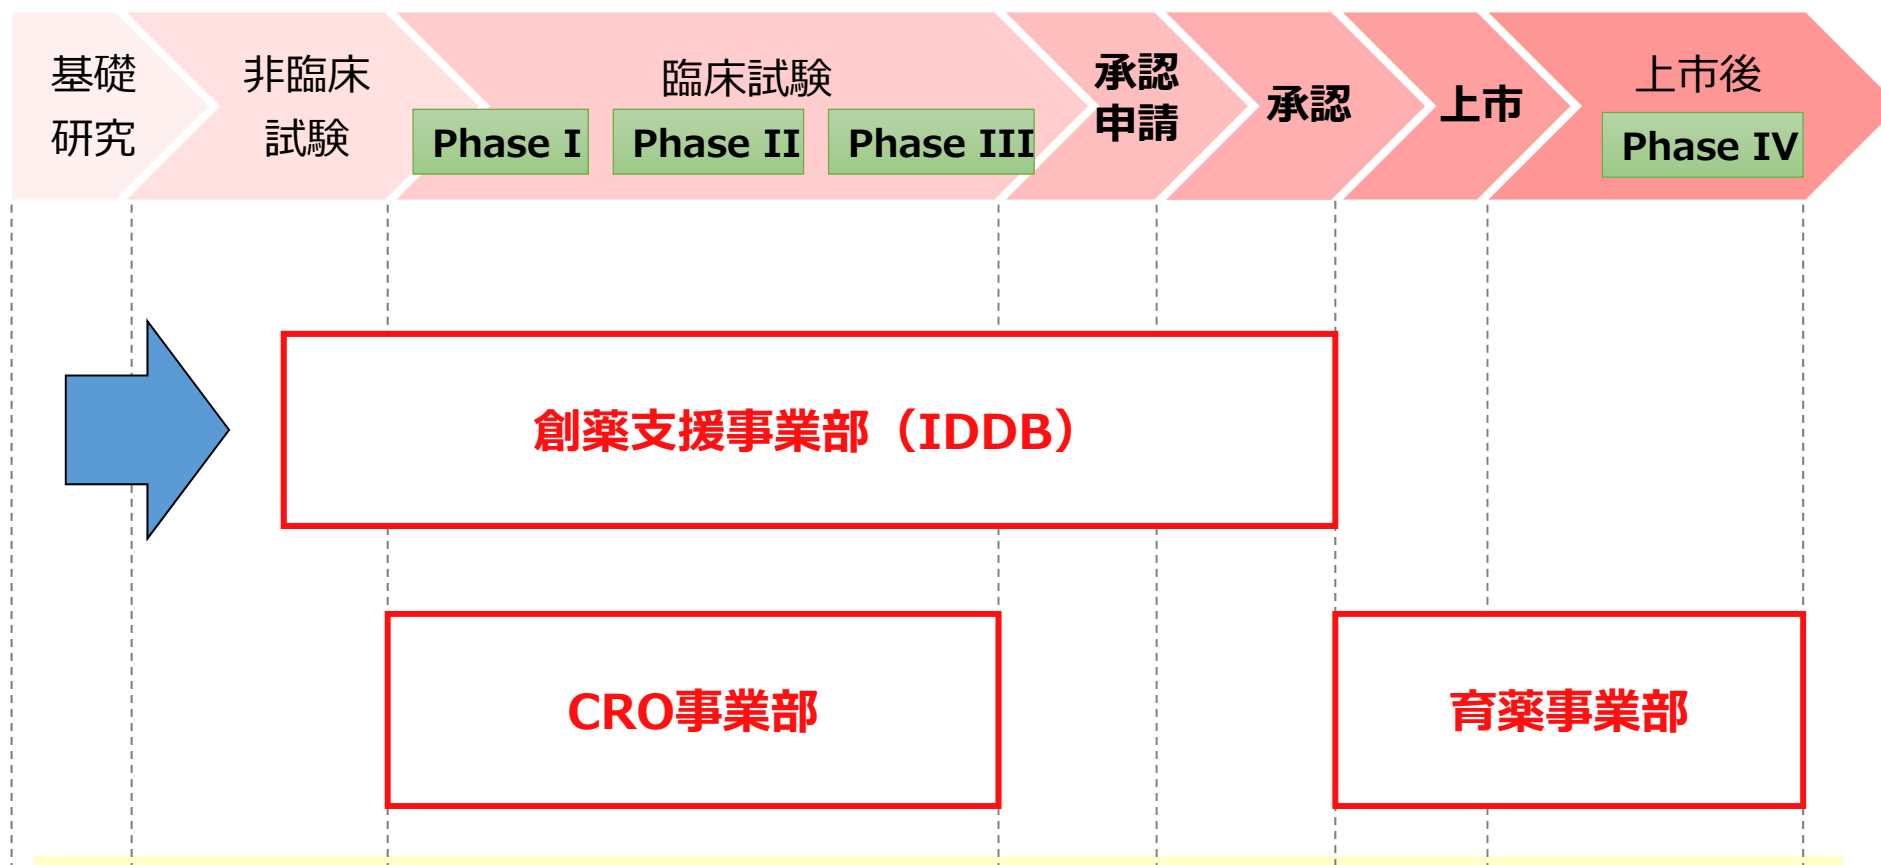 基礎
研究
非臨床
試験
臨床試験
Phase I
Phase II
Phase III
承認
申請
承認
上市
上市後
Phase IV
創薬支援事業部（IDDB）
CRO事業部
育薬事業部